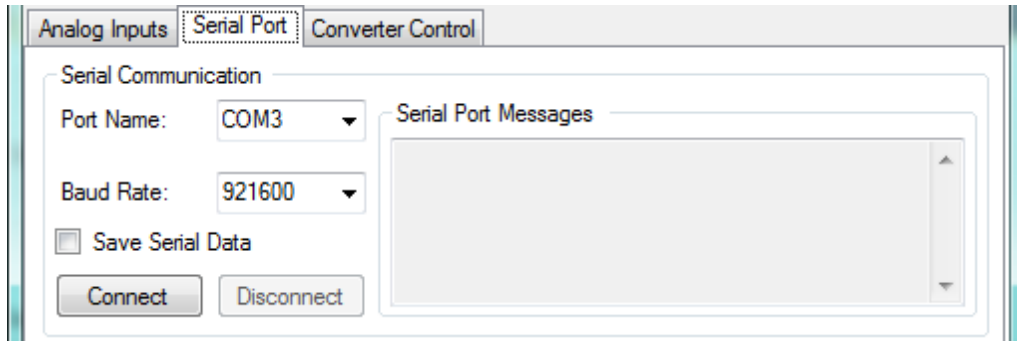 Analog Inputs Serial Port Converter Control
Serial Communication
Port Name: COM3
Serial Port Messages
Baud Rate: 921600
Save Serial Data
Connect Disconnect